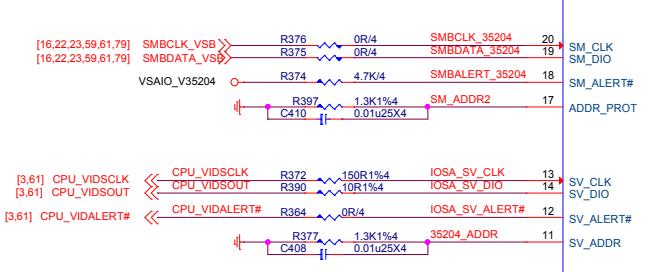 [16,22,23,59,61,79] SMBCLK_VSB R376 0R/4 SMBCLK_35204 20 SM_CLK
[16,22,23,59,61,79] SMBDATA_VSB R375 0R/4 SMBDATA_35204 19 SM_DIO
VSAIO_V35204 R374 4.7K/4 SMBALERT_35204 18 SM_ALERT#
R397 1.3K1%4 SM_ADDR2 17 ADDR_PROT
C410 0.01u25X4
[3,61] CPU_VIDSCLK CPU_VIDSCLK R372 150R1%4 IOSA_SV_CLK 13 SV_CLK
[3,61] CPU_VIDSOUT CPU_VIDSOUT R390 10R1%4 IOSA_SV_DIO 14 SV_DIO
[3,61] CPU_VIDALERT# CPU_VIDALERT# R364 0R/4 IOSA_SV_ALERT# 12 SV_ALERT#
R377 1.3K1%4 35204_ADDR 11 SV_ADDR
C408 0.01u25X4